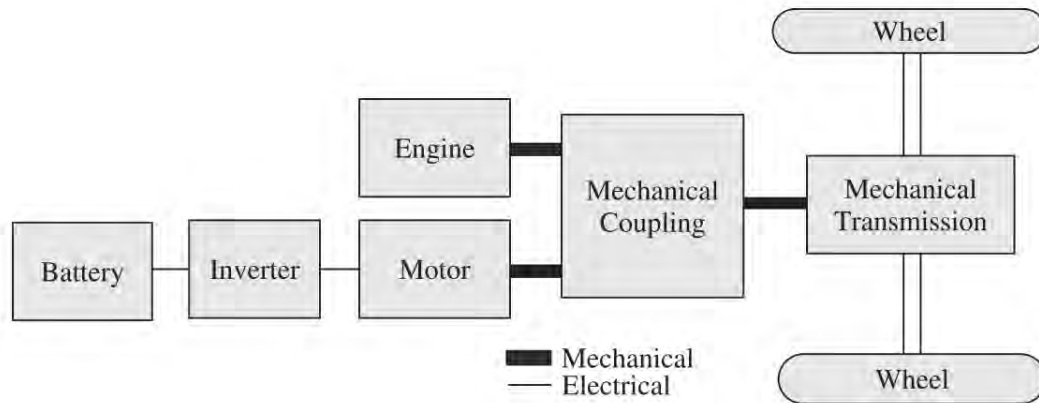 Wheel
Engine
Mechanical
Coupling
Mechanical
Transmission
Battery
Inverter
Motor
Mechanical
Electrical
Wheel